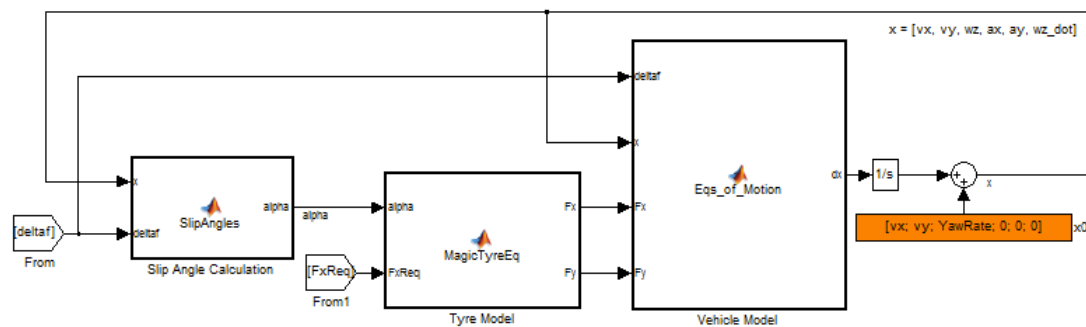 x = [vx, vy, wz, ax, ay, wz_dot]
deltaf
x
Eqs_of_Motion
dx
1/s
x
Fx
Fy
Vehicle Model
[vx; vy; YawRate; 0; 0; 0]
x0
x
SlipAngles
alpha
alpha
deltaf
Slip Angle Calculation
[deltaf]
From
alpha
Fx
MagicTyreEq
FxReq
Fy
Tyre Model
[FxReq]
From1